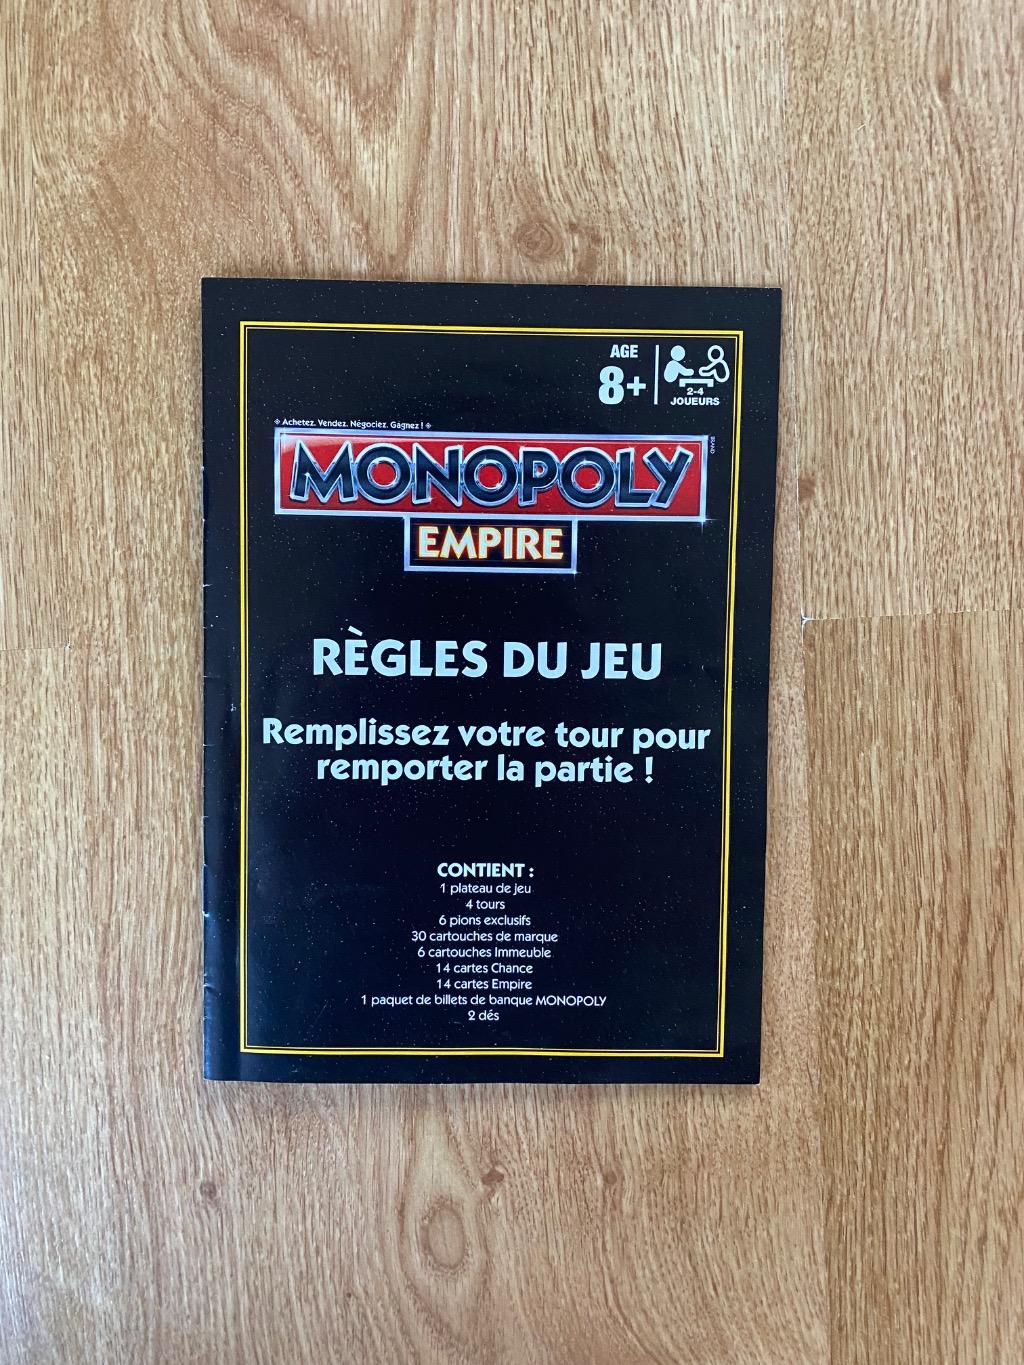 AGE
8+
2-4
JOUEURS
Achetez. Vendez. Négociez. Gagnez !
MONOPOLY
BRAND
EMPIRE
RÈGLES DU JEU
Remplissez votre tour pour
remporter la partie !
CONTIENT :
1 plateau de jeu
4 tours
6 pions exclusifs
30 cartouches de marque
6 cartouches Immeuble
14 cartes Chance
14 cartes Empire
1 paquet de billets de banque MONOPOLY
2 dés